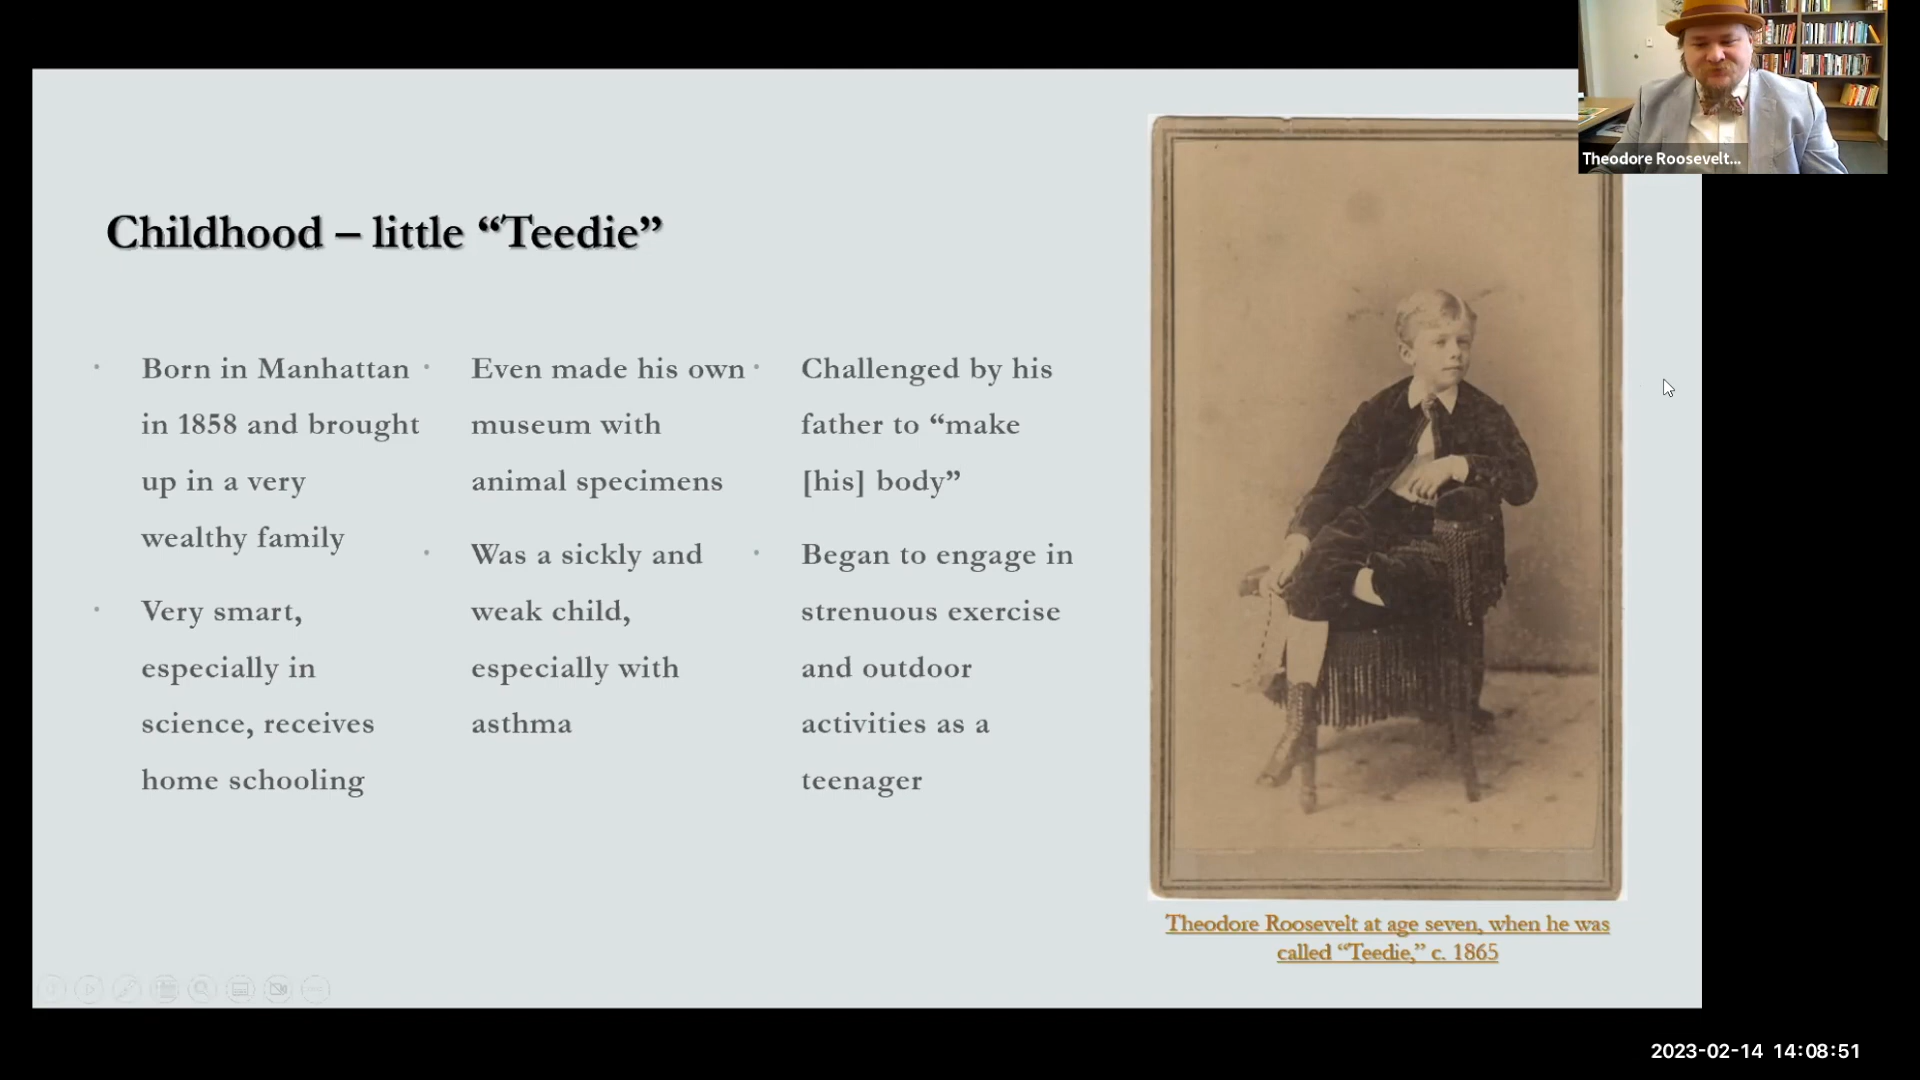 Theodore Roosevelt...
Childhood – little “Teedie”
Born in Manhattan
in 1858 and brought
up in a very
wealthy family
Very smart,
especially in
science, receives
home schooling
Even made his own
museum with
animal specimens
Was a sickly and
weak child,
especially with
asthma
Challenged by his
father to “make
[his] body”
Began to engage in
strenuous exercise
and outdoor
activities as a
teenager
Theodore Roosevelt at age seven, when he was
called “Teedie,” c. 1865
2023-02-14 14:08:51